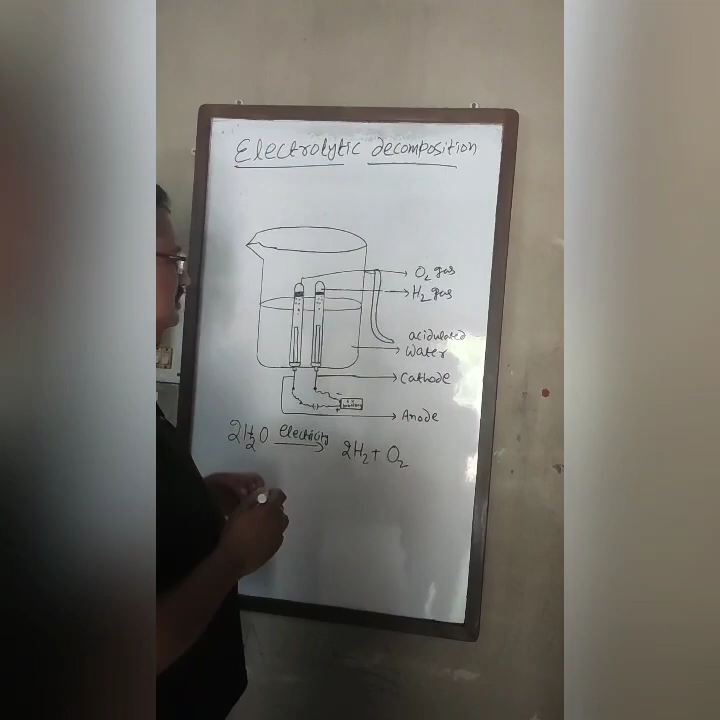 Electrolytic decomposition
O₂ gas
H₂ gas
acidulated
water
Cathode
Anode
2H₂O electricity → 2H₂ + O₂